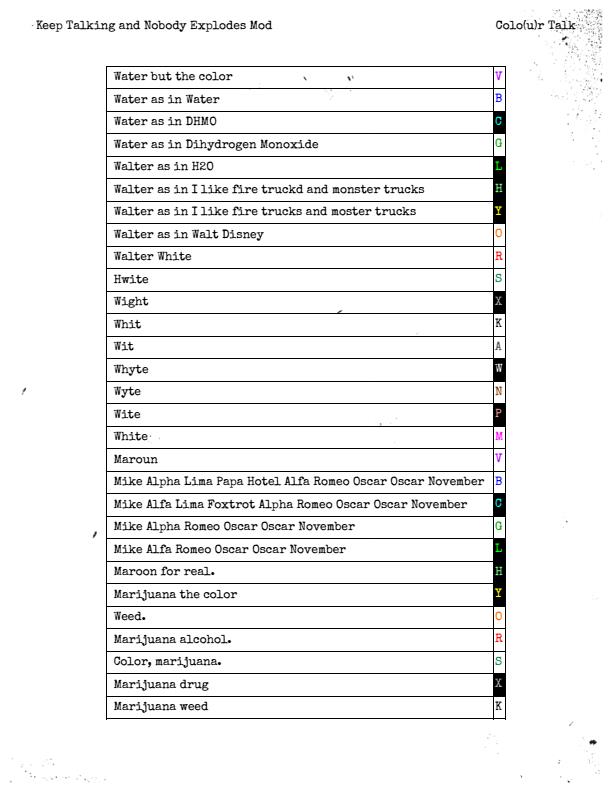 Keep Talking and Nobody Explodes Mod Colo(u)r Talk
Water but the color V
Water as in Water B
Water as in DHMO C
Water as in Dihydrogen Monoxide G
Walter as in H2O L
Walter as in I like fire truckd and monster trucks H
Walter as in I like fire trucks and moster trucks Y
Walter as in Walt Disney O
Walter White R
Hwite S
Wight X
Whit K
Wit A
Whyte W
Wyte N
Wite P
White M
Maroun V
Mike Alpha Lima Papa Hotel Alfa Romeo Oscar Oscar November B
Mike Alfa Lima Foxtrot Alpha Romeo Oscar Oscar November C
Mike Alpha Romeo Oscar Oscar November G
Mike Alfa Romeo Oscar Oscar November L
Maroon for real. H
Marijuana the color Y
Weed. O
Marijuana alcohol. R
Color, marijuana. S
Marijuana drug X
Marijuana weed K